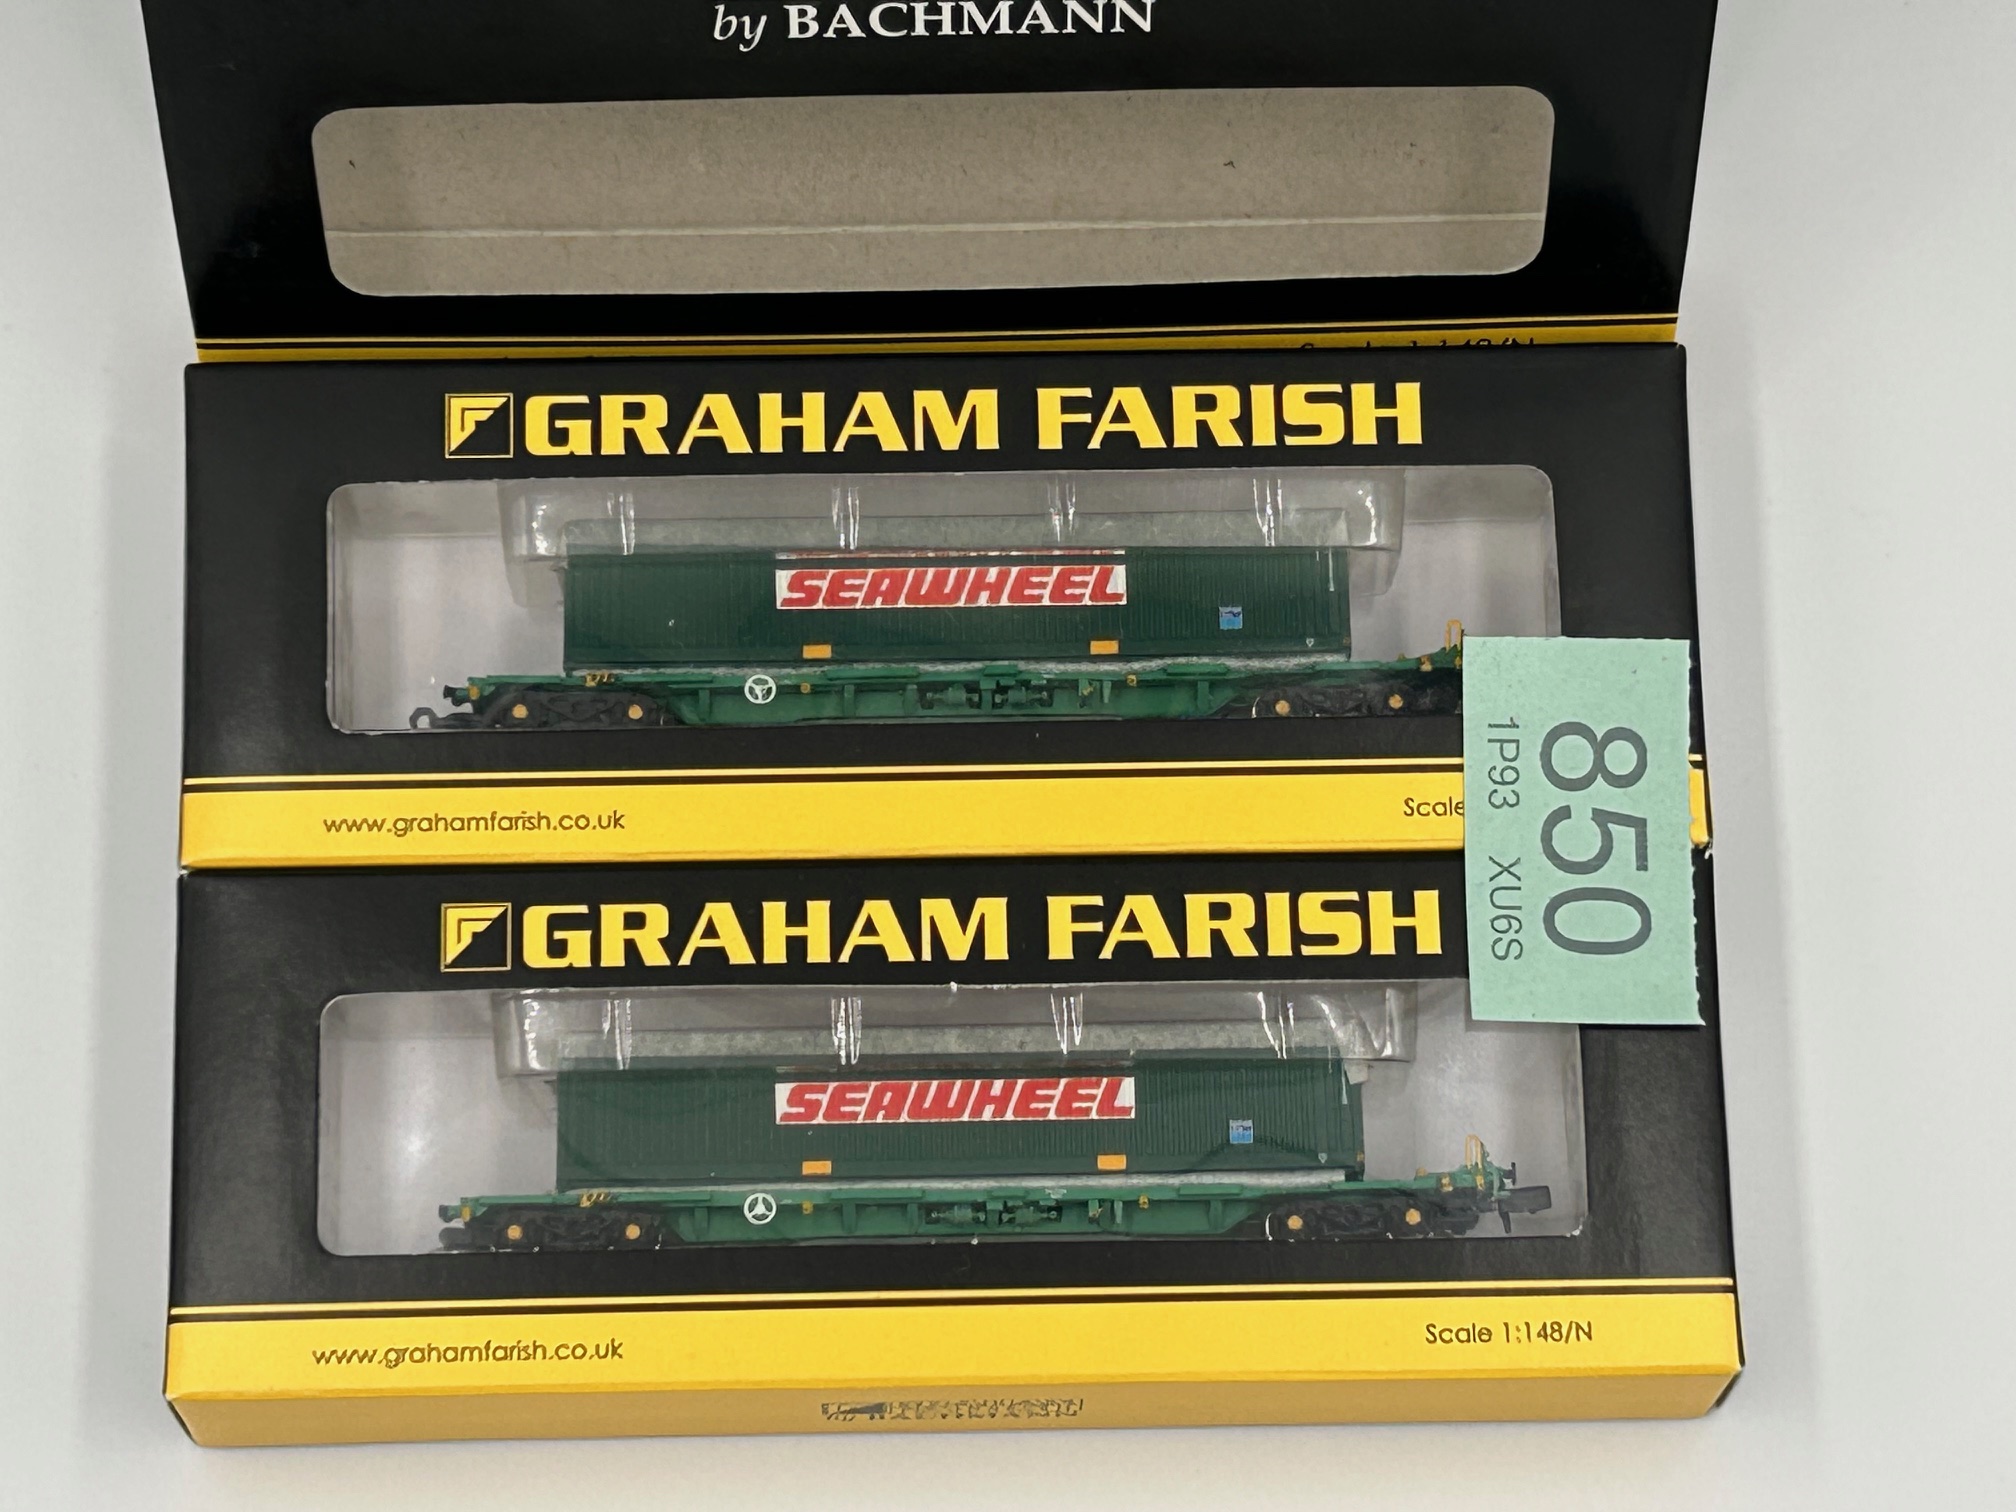 by BACHMANN
GRAHAM FARISH
SEAWHEEL
www.grahamfarish.co.uk
Scale
850
1P93 XU6S
GRAHAM FARISH
SEAWHEEL
www.grahamfarish.co.uk
Scale 1:148/N